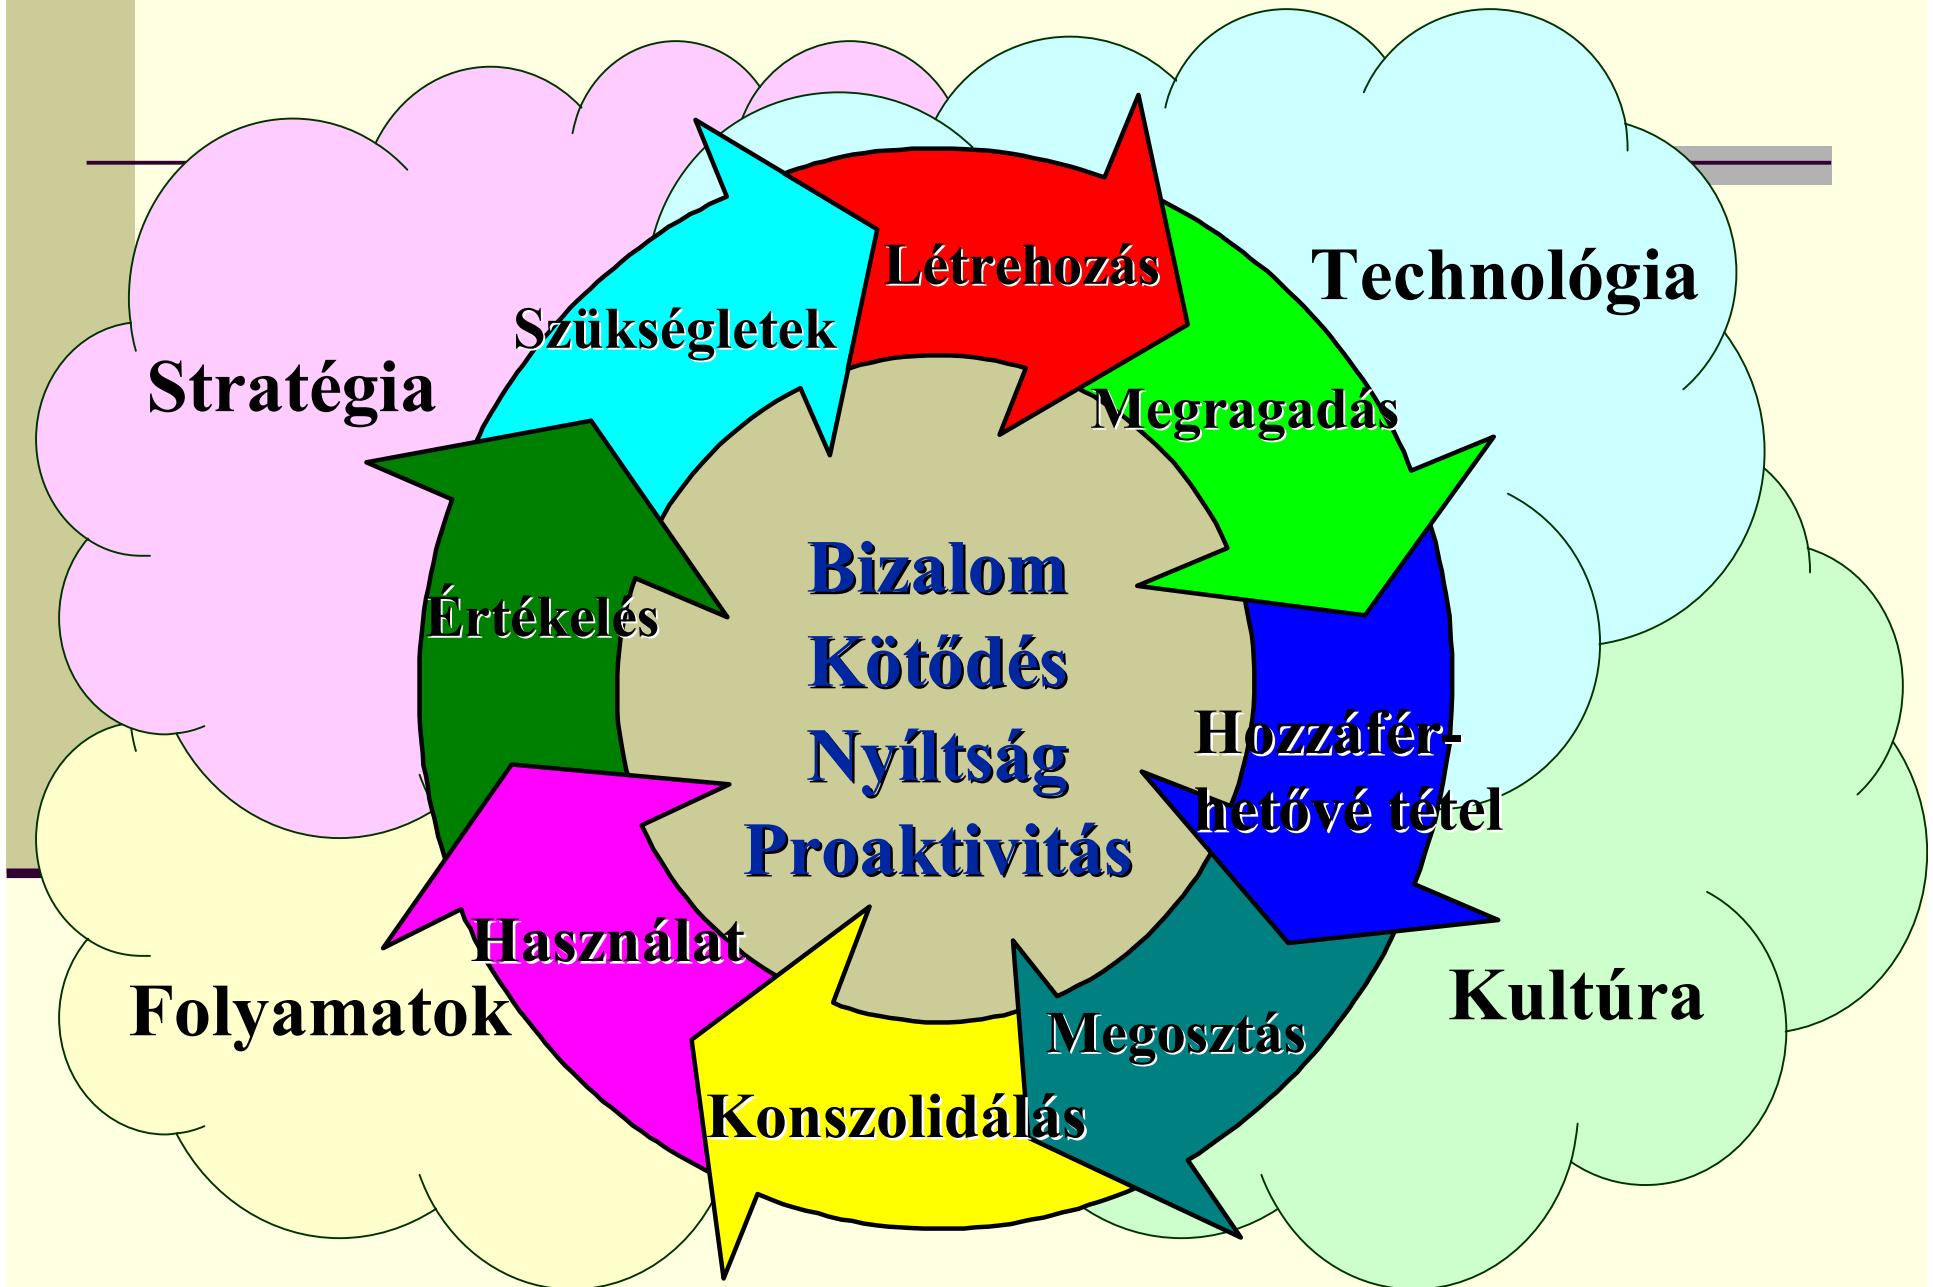 Létrehozás
Technológia
Szükségletek
Stratégia
Megragadás
Bizalom
Kötődés
Nyíltság
Proaktivitás
Értékelés
Hozzáfér-
hetővé tétel
Használat
Folyamatok
Kultúra
Megosztás
Konszolidálás